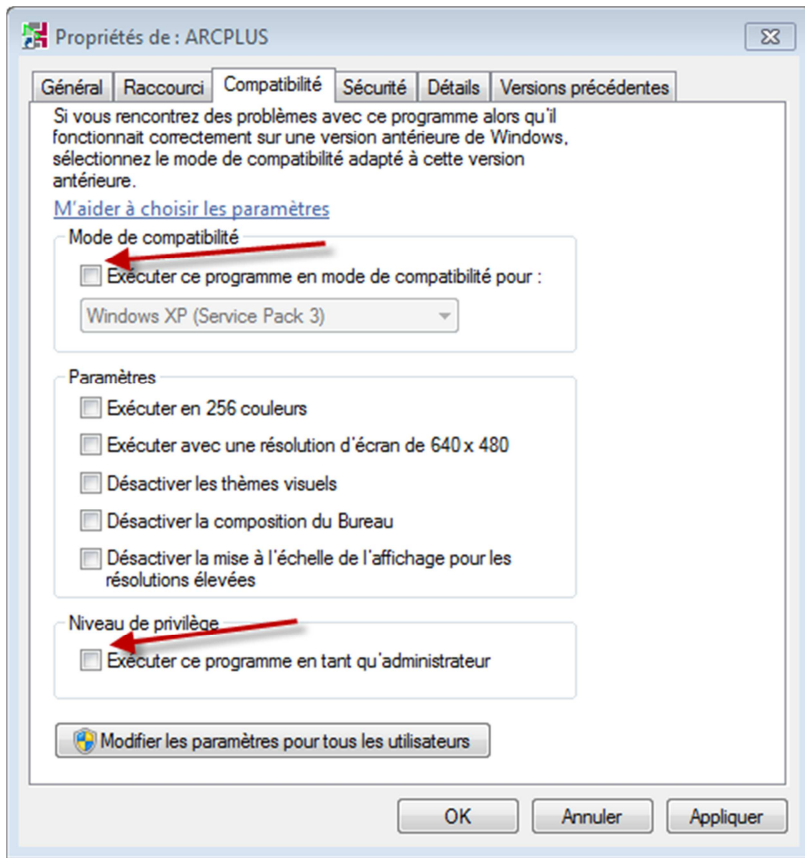 Propriétés de : ARCPLUS
Général Raccourci Compatibilité Sécurité Détails Versions précédentes
Si vous rencontrez des problèmes avec ce programme alors qu'il
fonctionnait correctement sur une version antérieure de Windows,
sélectionnez le mode de compatibilité adapté à cette version
antérieure.
M'aider à choisir les paramètres
Mode de compatibilité
Exécuter ce programme en mode de compatibilité pour :
Windows XP (Service Pack 3)
Paramètres
Exécuter en 256 couleurs
Exécuter avec une résolution d'écran de 640 x 480
Désactiver les thèmes visuels
Désactiver la composition du Bureau
Désactiver la mise à l'échelle de l'affichage pour les
résolutions élevées
Niveau de privilège
Exécuter ce programme en tant qu'administrateur
Modifier les paramètres pour tous les utilisateurs
OK Annuler Appliquer